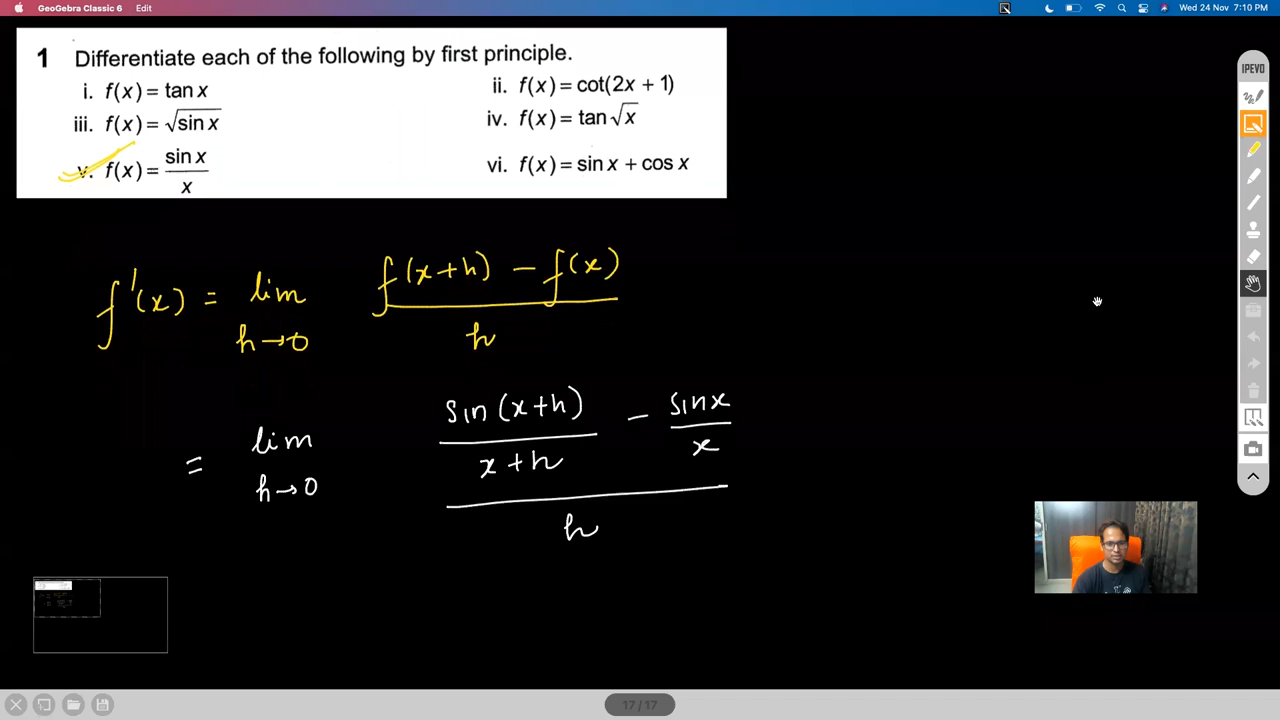 GeoGebra Classic 6 Edit Wed 24 Nov 7:10 PM
IPEVO
1 Differentiate each of the following by first principle.
i. f(x) = tan x ii. f(x) = cot(2x + 1)
iii. f(x) = √sin x iv. f(x) = tan √x
v. f(x) = sin x / x vi. f(x) = sin x + cos x
f'(x) = lim h→0 f(x+h) − f(x) / h
= lim h→0 sin(x+h) / x+h − sin x / x
h
17 / 17